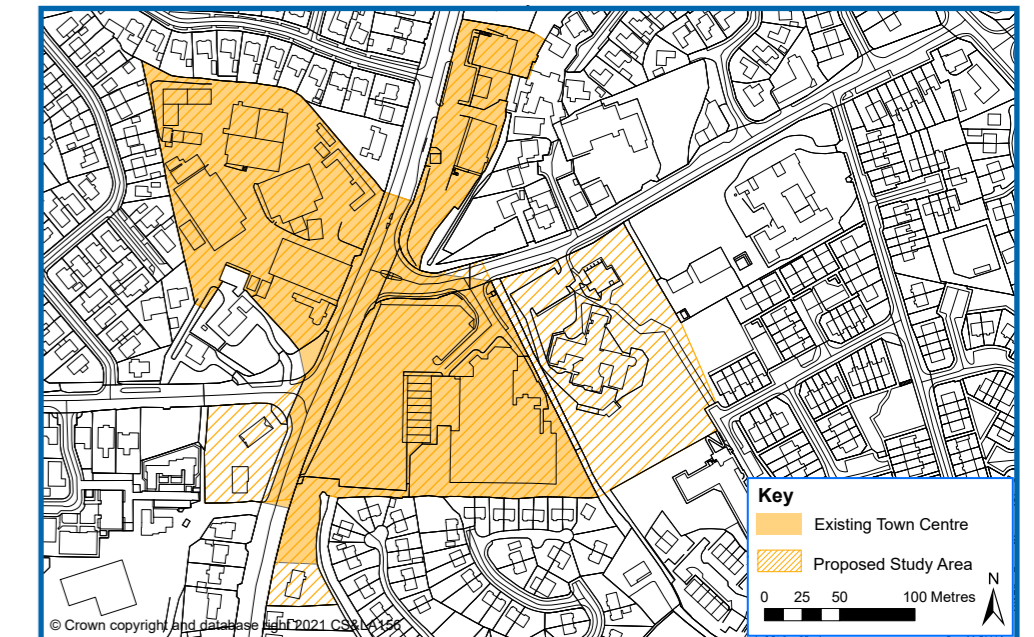 Key
Existing Town Centre
Proposed Study Area
N
0 25 50 100 Metres
© Crown copyright and database right 2021 CS&LA156